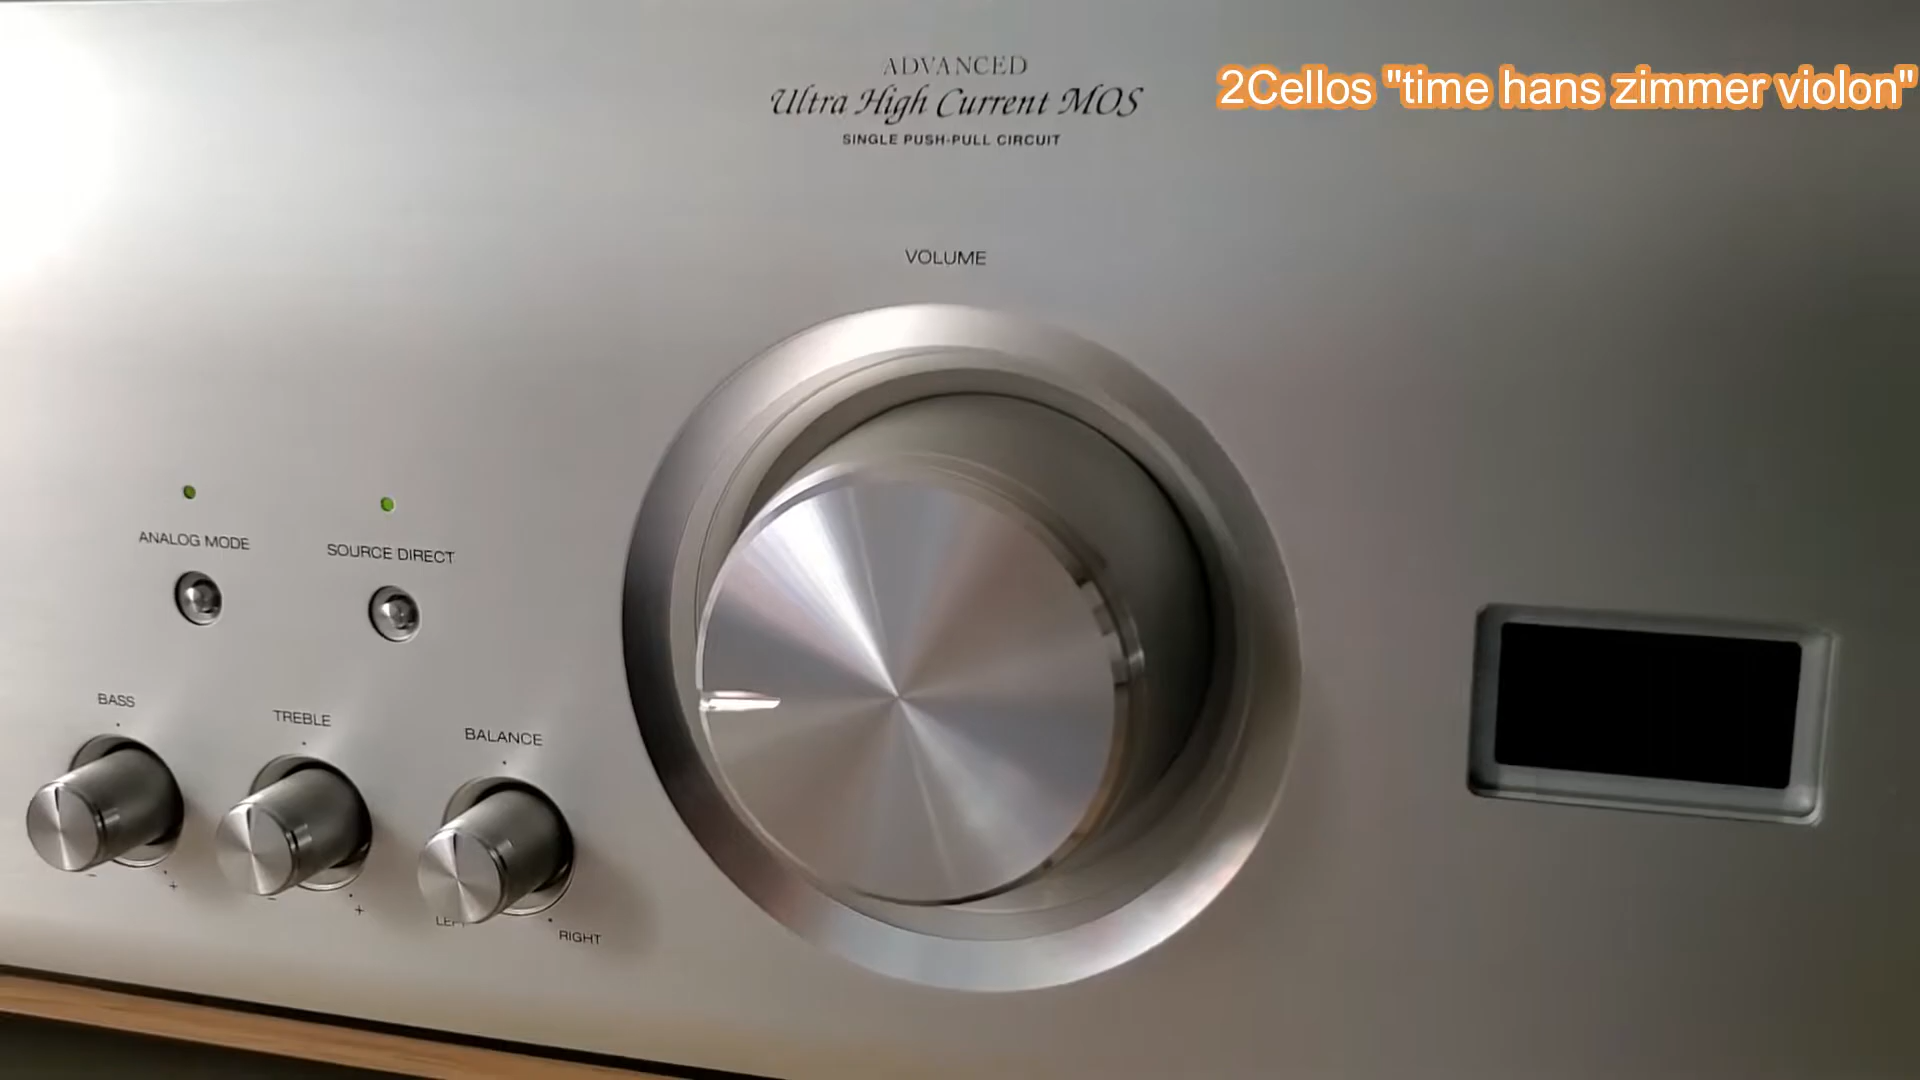 ADVANCED
Ultra High Current MOS
SINGLE PUSH-PULL CIRCUIT
2Cellos "time hans zimmer violon"
VOLUME
ANALOG MODE
SOURCE DIRECT
BASS
TREBLE
BALANCE
- +
- +
LEFT
RIGHT